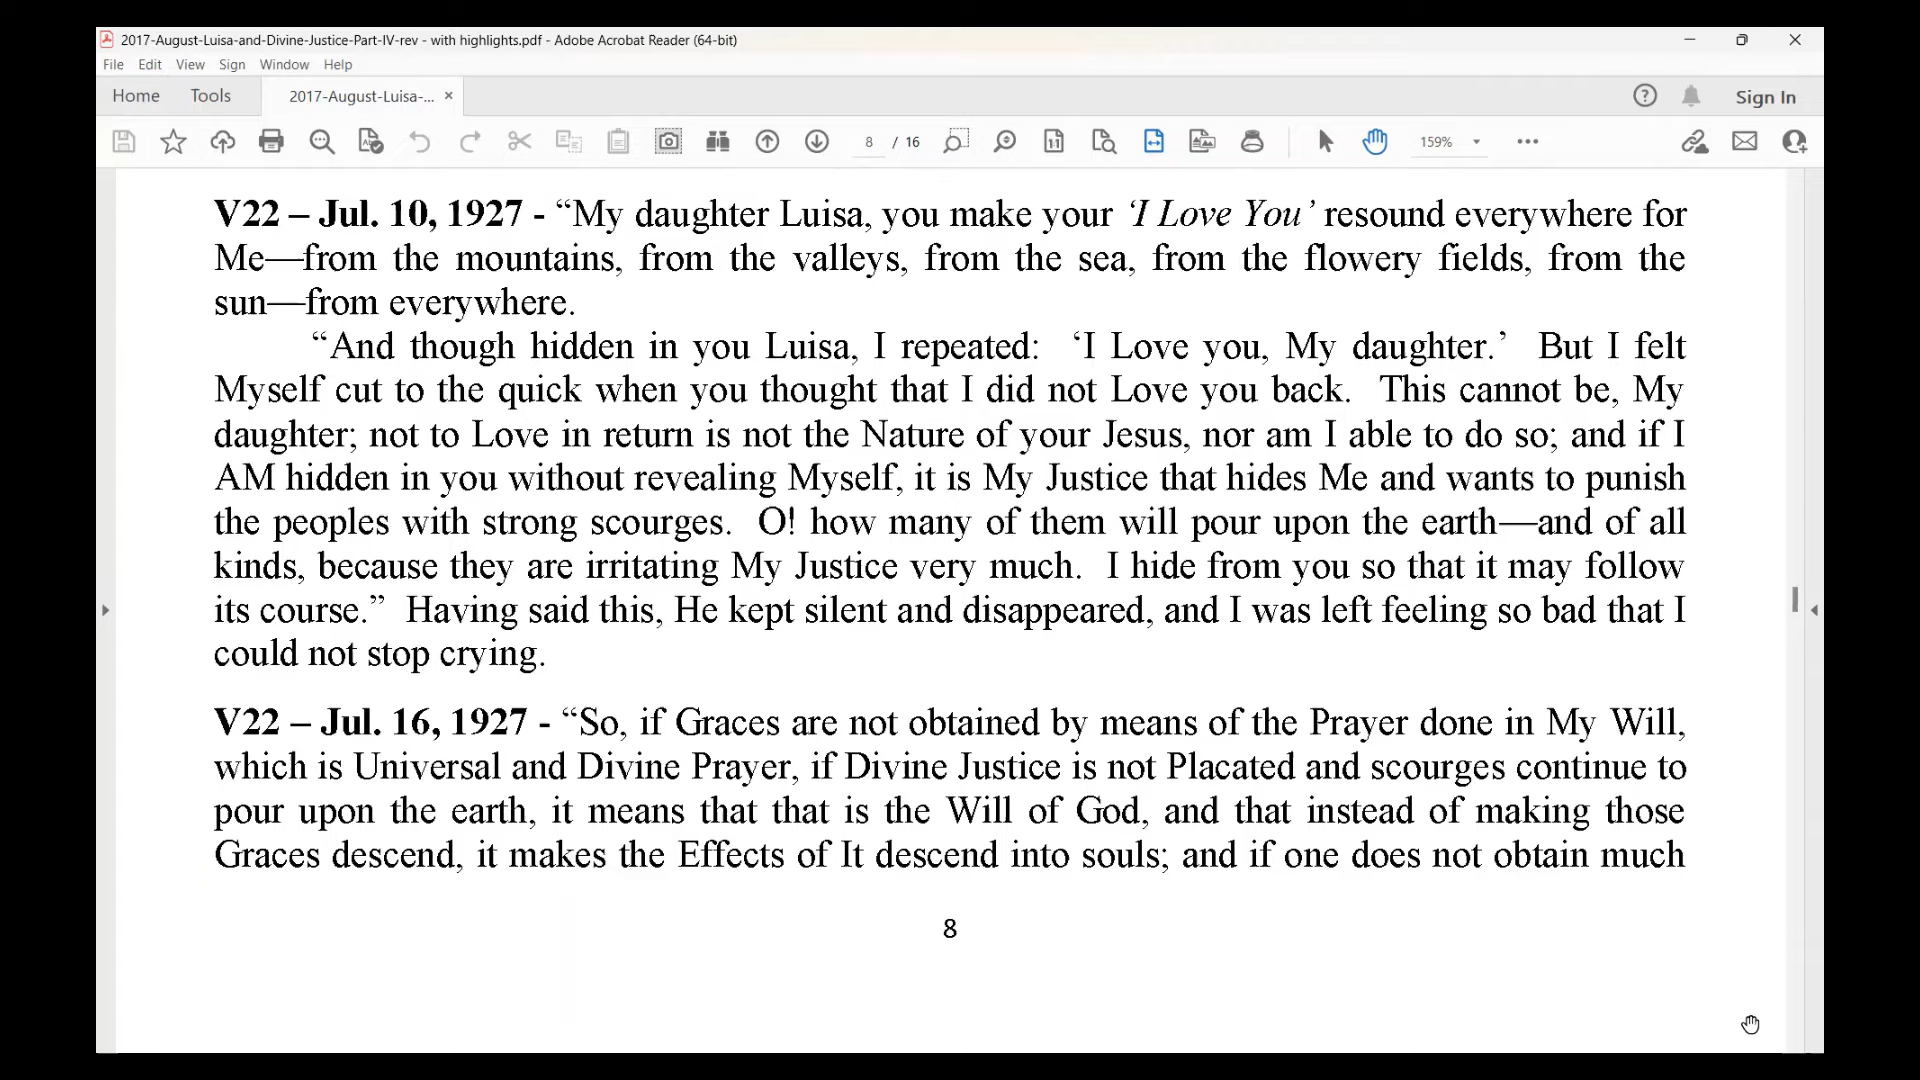 2017-August-Luisa-and-Divine-Justice-Part-IV-rev - with highlights.pdf - Adobe Acrobat Reader (64-bit)
File Edit View Sign Window Help
Home Tools 2017-August-Luisa-... × Sign In
8 / 16 159%
V22 – Jul. 10, 1927 - “My daughter Luisa, you make your ‘I Love You’ resound everywhere for
Me—from the mountains, from the valleys, from the sea, from the flowery fields, from the
sun—from everywhere.
“And though hidden in you Luisa, I repeated: ‘I Love you, My daughter.’ But I felt
Myself cut to the quick when you thought that I did not Love you back. This cannot be, My
daughter; not to Love in return is not the Nature of your Jesus, nor am I able to do so; and if I
AM hidden in you without revealing Myself, it is My Justice that hides Me and wants to punish
the peoples with strong scourges. O! how many of them will pour upon the earth—and of all
kinds, because they are irritating My Justice very much. I hide from you so that it may follow
its course.” Having said this, He kept silent and disappeared, and I was left feeling so bad that I
could not stop crying.
V22 – Jul. 16, 1927 - “So, if Graces are not obtained by means of the Prayer done in My Will,
which is Universal and Divine Prayer, if Divine Justice is not Placated and scourges continue to
pour upon the earth, it means that that is the Will of God, and that instead of making those
Graces descend, it makes the Effects of It descend into souls; and if one does not obtain much
8